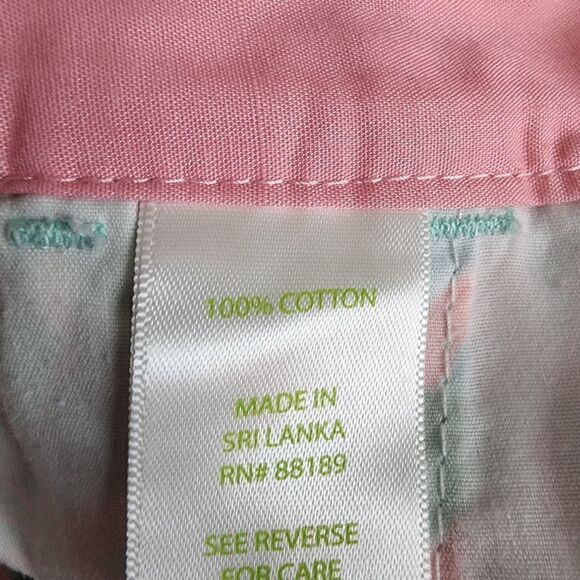 100% COTTON
MADE IN
SRI LANKA
RN# 88189
SEE REVERSE
FOR CARE